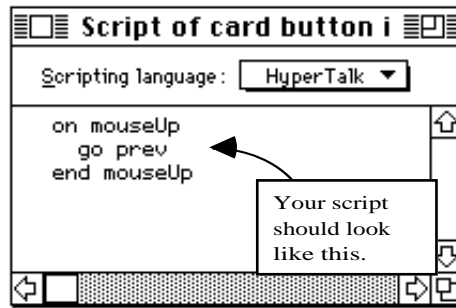 Script of card button i
Scripting language: HyperTalk
on mouseUp
go prev
end mouseUp
Your script
should look
like this.